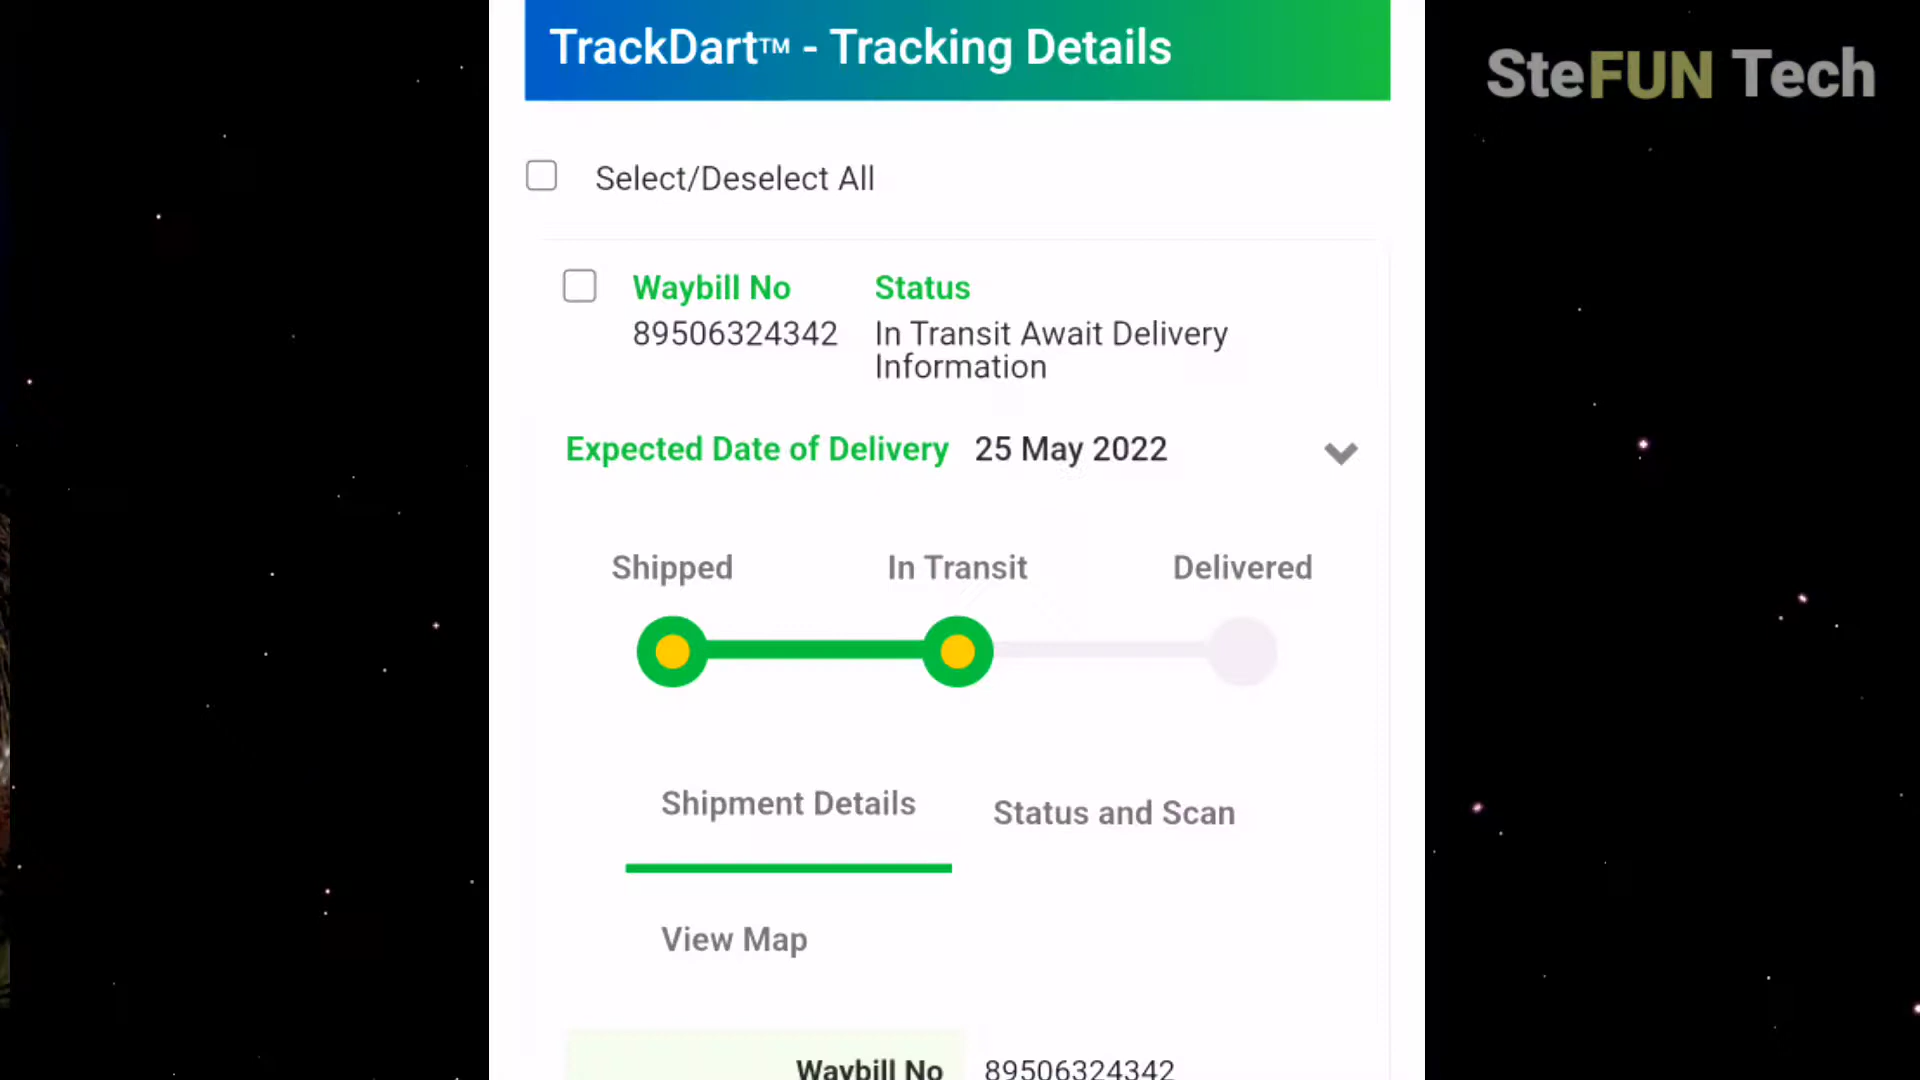 TrackDart™ - Tracking Details
SteFUN Tech
Select/Deselect All
Waybill No
Status
89506324342
In Transit Await Delivery
Information
Expected Date of Delivery 25 May 2022
Shipped
In Transit
Delivered
Shipment Details
Status and Scan
View Map
Waybill No 89506324342